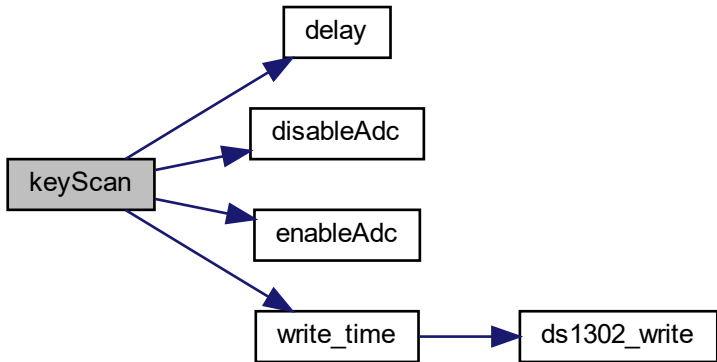 delay
disableAdc
keyScan
enableAdc
write_time
ds1302_write